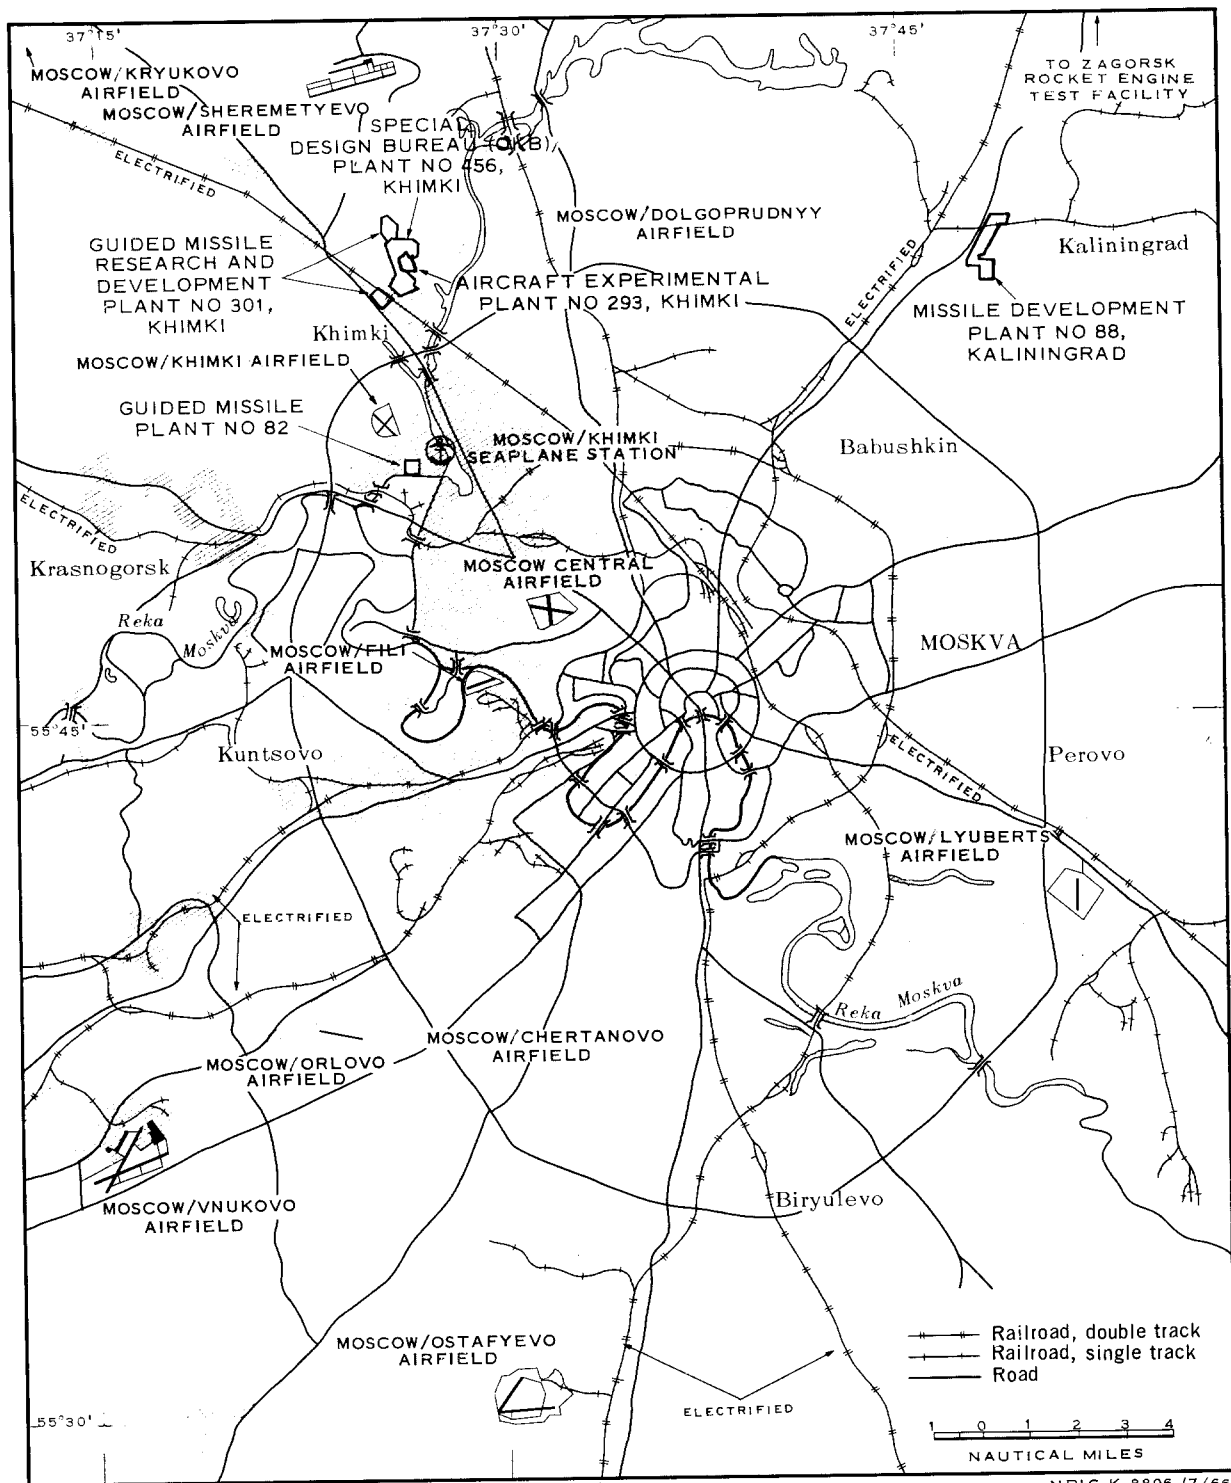 37°15'
37°30'
37°45'
MOSCOW/KRYUKOVO
AIRFIELD
MOSCOW/SHEREMETYEVO
AIRFIELD
TO ZAGORSK
ROCKET ENGINE
TEST FACILITY
ELECTRIFIED
SPECIAL
DESIGN BUREAU (OKB),
PLANT NO 456,
KHIMKI
MOSCOW/DOLGOPRUDNYY
AIRFIELD
Kaliningrad
GUIDED MISSILE
RESEARCH AND
DEVELOPMENT
PLANT NO 301,
KHIMKI
AIRCRAFT EXPERIMENTAL
PLANT NO 293, KHIMKI
ELECTRIFIED
MISSILE DEVELOPMENT
PLANT NO 88,
KALININGRAD
Khimki
MOSCOW/KHIMKI AIRFIELD
GUIDED MISSILE
PLANT NO 82
MOSCOW/KHIMKI
SEAPLANE STATION
Babushkin
ELECTRIFIED
Krasnogorsk
MOSCOW CENTRAL
AIRFIELD
Reka
Moskva
MOSCOW/FILI
AIRFIELD
MOSKVA
55°45'
Kuntsovo
ELECTRIFIED
Perovo
MOSCOW/LYUBERTSY
AIRFIELD
ELECTRIFIED
Reka Moskva
MOSCOW/CHERTANOVO
AIRFIELD
MOSCOW/ORLOVO
AIRFIELD
MOSCOW/VNUKOVO
AIRFIELD
Biryulevo
MOSCOW/OSTAFYEVO
AIRFIELD
ELECTRIFIED
55°30'
Railroad, double track
Railroad, single track
Road
1 0 1 2 3 4
NAUTICAL MILES
NPIC K-8806 (7/66